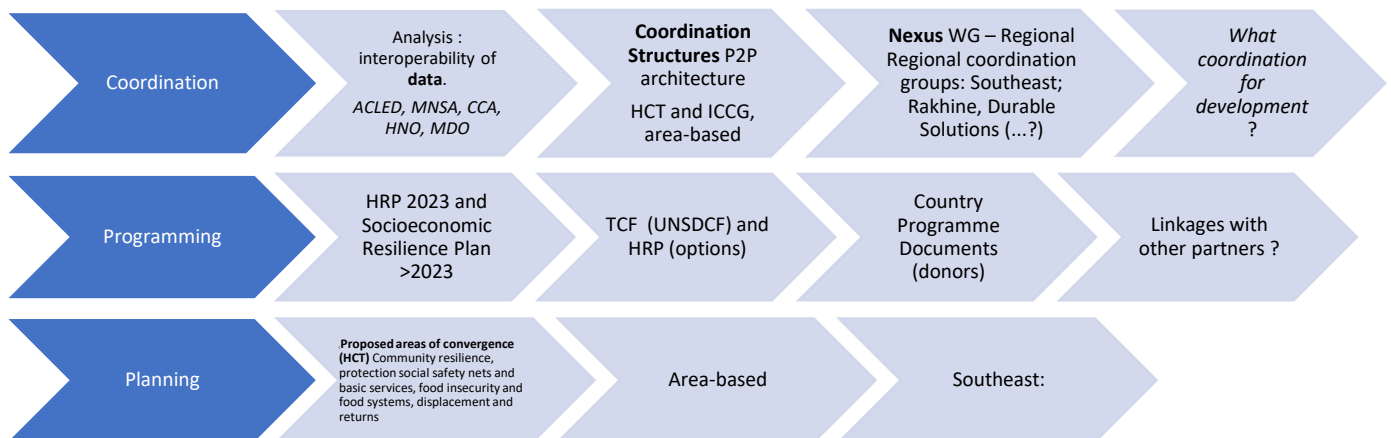 Coordination
Analysis :
interoperability of
data.
ACLED, MNSA, CCA,
HNO, MDO
Coordination
Structures P2P
architecture
HCT and ICCG,
area-based
Nexus WG – Regional
Regional coordination
groups: Southeast;
Rakhine, Durable
Solutions (...?)
What
coordination
for
development
?
Programming
HRP 2023 and
Socioeconomic
Resilience Plan
>2023
TCF (UNSDCF) and
HRP (options)
Country
Programme
Documents
(donors)
Linkages with
other partners ?
Planning
.Proposed areas of convergence
(HCT) Community resilience,
protection social safety nets and
basic services, food insecurity and
food systems, displacement and
returns
Area-based
Southeast: